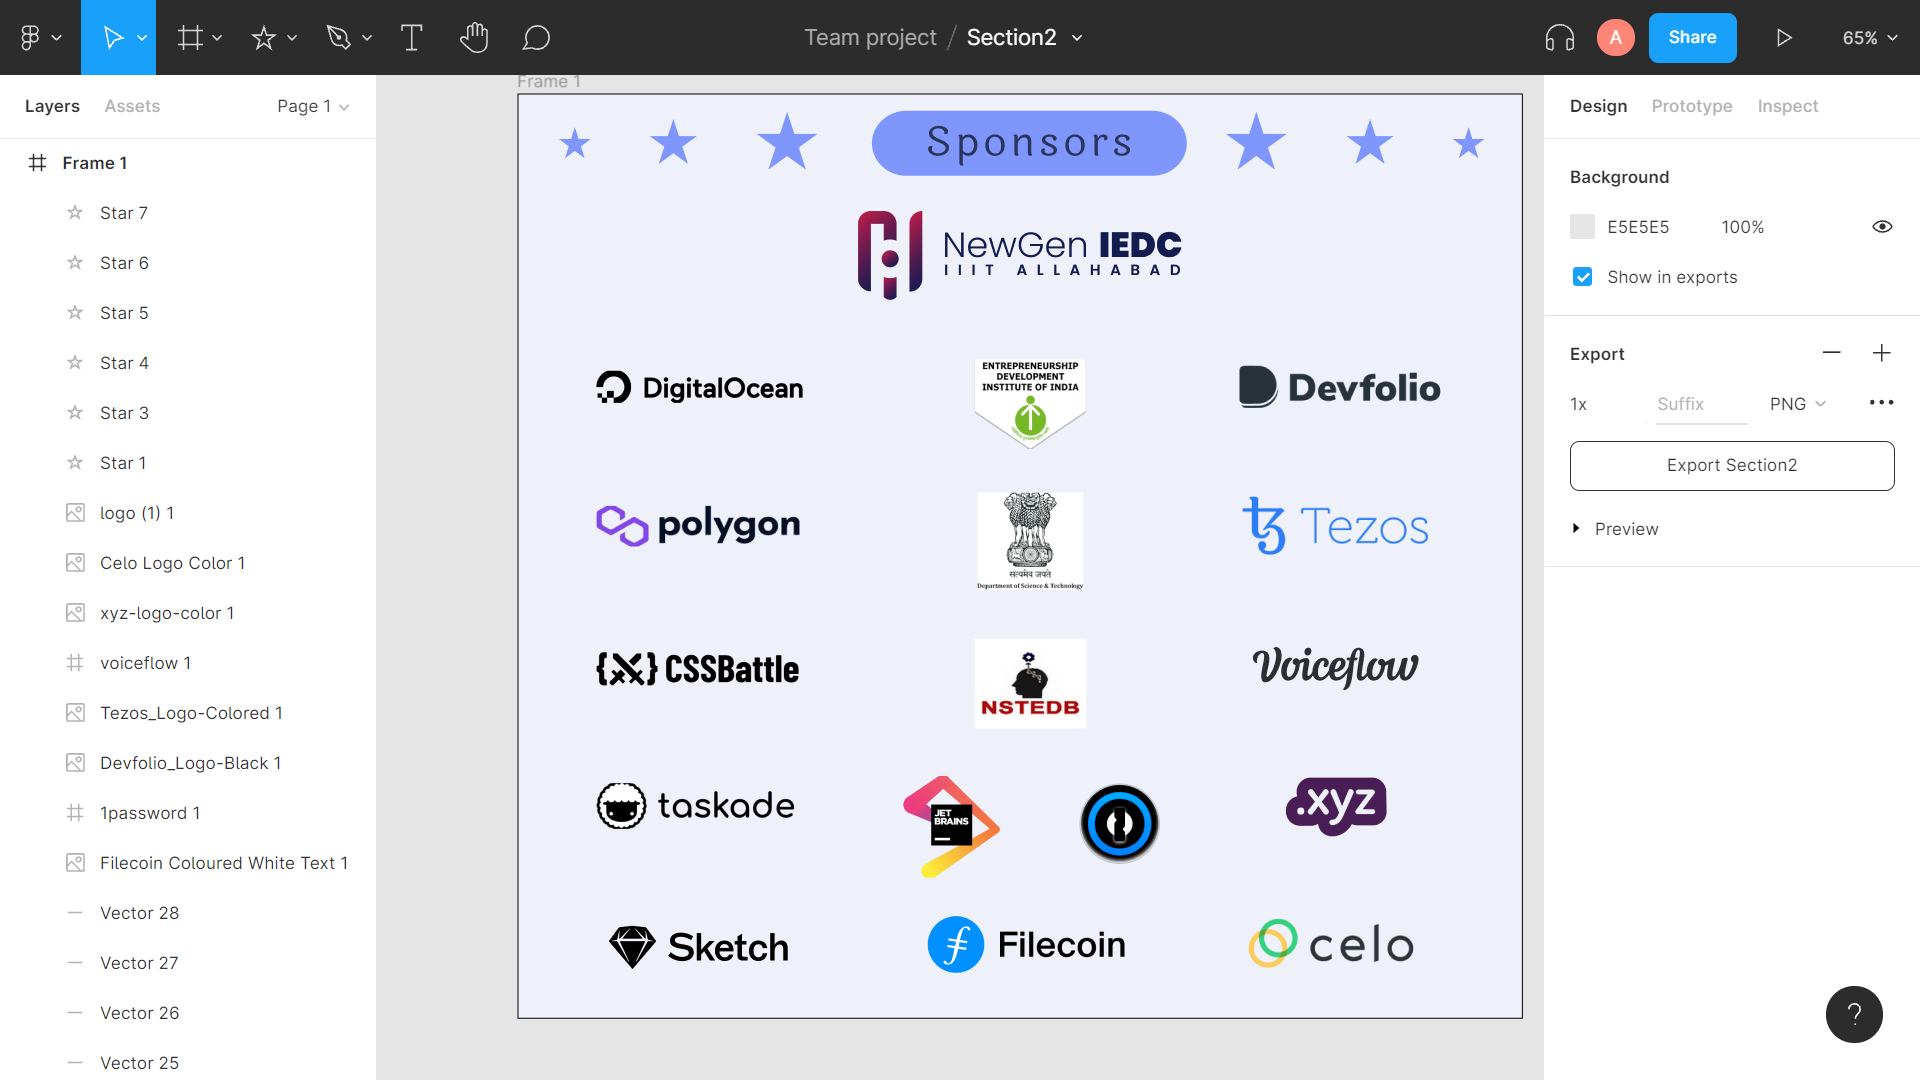 Team project / Section2
A
Share
65%
Layers
Assets
Page 1
Frame 1
Star 7
Star 6
Star 5
Star 4
Star 3
Star 1
logo (1) 1
Celo Logo Color 1
xyz-logo-color 1
voiceflow 1
Tezos_Logo-Colored 1
Devfolio_Logo-Black 1
1password 1
Filecoin Coloured White Text 1
Vector 28
Vector 27
Vector 26
Vector 25
Frame 1
Sponsors
NewGen IEDC
IIIT ALLAHABAD
DigitalOcean
ENTREPRENEURSHIP
DEVELOPMENT
INSTITUTE OF INDIA
Devfolio
polygon
सत्यमेव जयते
Department of Science & Technology
Tezos
{X} CSSBattle
NSTEDB
Voiceflow
taskade
JET
BRAINS
.xyz
Sketch
Filecoin
celo
Design
Prototype
Inspect
Background
E5E5E5
100%
Show in exports
Export
1x
Suffix
PNG
Export Section2
Preview
?